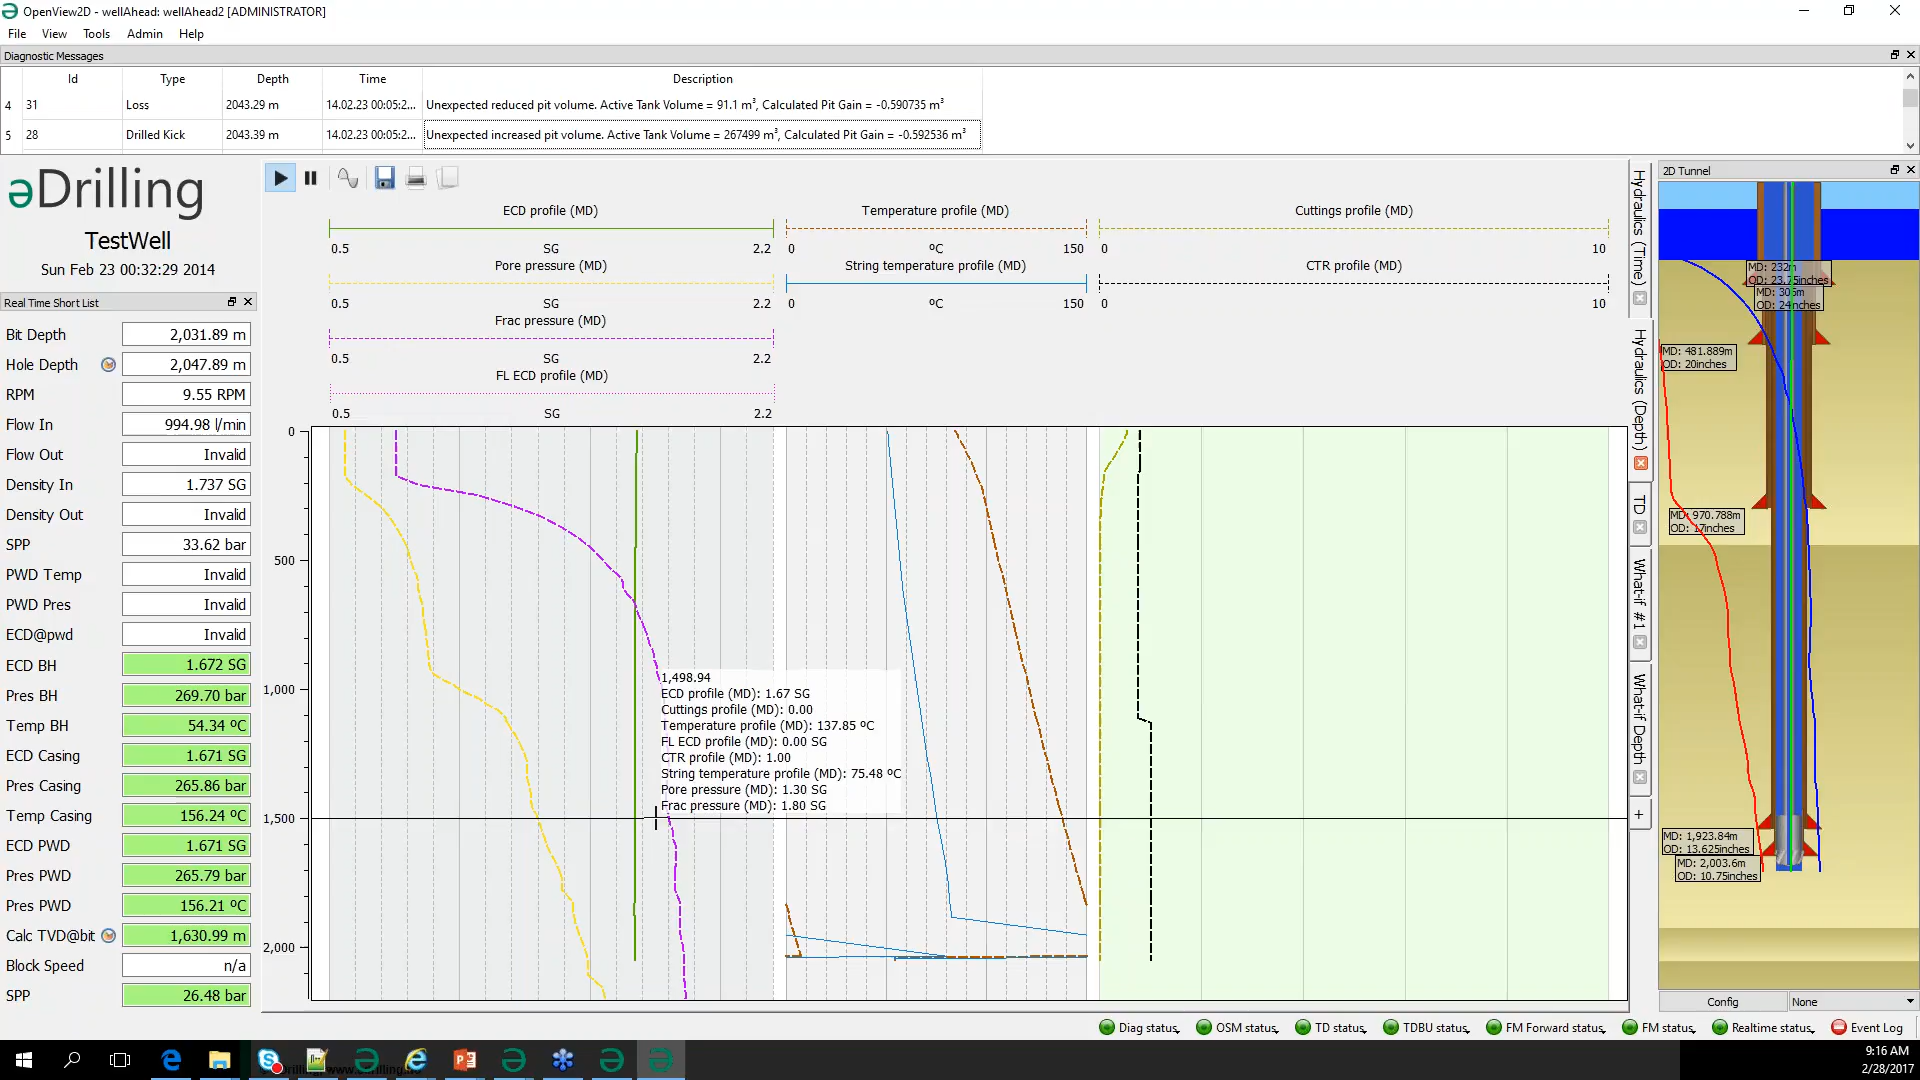 OpenView2D - wellAhead: wellAhead2 [ADMINISTRATOR]
File View Tools Admin Help
Diagnostic Messages
Id Type Depth Time Description
4 31 Loss 2043.29 m 14.02.23 00:05:2... Unexpected reduced pit volume. Active Tank Volume = 91.1 m³, Calculated Pit Gain = -0.590735 m³
5 28 Drilled Kick 2043.39 m 14.02.23 00:05:2... Unexpected increased pit volume. Active Tank Volume = 267499 m³, Calculated Pit Gain = -0.592536 m³
əDrilling
TestWell
Sun Feb 23 00:32:29 2014
Real Time Short List
Bit Depth 2,031.89 m
Hole Depth 2,047.89 m
RPM 9.55 RPM
Flow In 994.98 l/min
Flow Out Invalid
Density In 1.737 SG
Density Out Invalid
SPP 33.62 bar
PWD Temp Invalid
PWD Pres Invalid
ECD@pwd Invalid
ECD BH 1.672 SG
Pres BH 269.70 bar
Temp BH 54.34 ºC
ECD Casing 1.671 SG
Pres Casing 265.86 bar
Temp Casing 156.24 ºC
ECD PWD 1.671 SG
Pres PWD 265.79 bar
Pres PWD 156.21 ºC
Calc TVD@bit 1,630.99 m
Block Speed n/a
SPP 26.48 bar
ECD profile (MD) Temperature profile (MD) Cuttings profile (MD)
0.5 SG 2.2 0 ºC 150 0 10
Pore pressure (MD) String temperature profile (MD) CTR profile (MD)
0.5 SG 2.2 0 ºC 150 0 10
Frac pressure (MD)
0.5 SG 2.2
FL ECD profile (MD)
0.5 SG 2.2
0
500
1,000
1,500
2,000
1,498.94
ECD profile (MD): 1.67 SG
Cuttings profile (MD): 0.00
Temperature profile (MD): 137.85 ºC
FL ECD profile (MD): 0.00 SG
CTR profile (MD): 1.00
String temperature profile (MD): 75.48 ºC
Pore pressure (MD): 1.30 SG
Frac pressure (MD): 1.80 SG
Hydraulics (Time)
Hydraulics (Depth)
TD
What-if #1
What-if Depth
+
2D Tunnel
MD: 232m
OD: 23.75inches
MD: 306m
OD: 24inches
MD: 481.889m
OD: 20inches
MD: 970.788m
OD: 17inches
MD: 1,923.84m
OD: 13.625inches
MD: 2,003.6m
OD: 10.75inches
Config None
Diag status OSM status TD status TDBU status FM Forward status FM status Realtime status Event Log
9:16 AM
2/28/2017